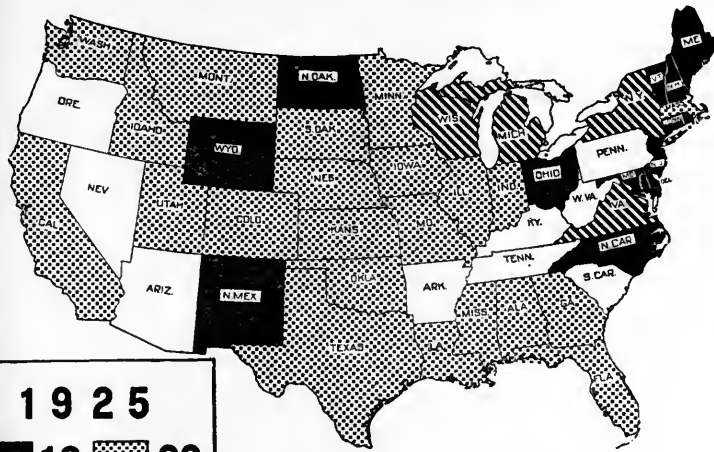 WASH.
MONT.
N.DAK.
MINN.
ME.
VT.
N.H.
ORE.
IDAHO
WYO.
S.DAK.
WIS.
MICH.
N.Y.
NEV.
UTAH
COLO.
NEB.
IOWA.
ILL.
IND.
OHIO
PENN.
N.J.
DEL.
CAL.
KANS.
MO.
KY.
W.VA.
VA.
ARIZ.
N.MEX.
OKLA.
ARK.
TENN.
N.CAR.
S.CAR.
TEXAS
LA.
MISS.
ALA.
GA.
1925